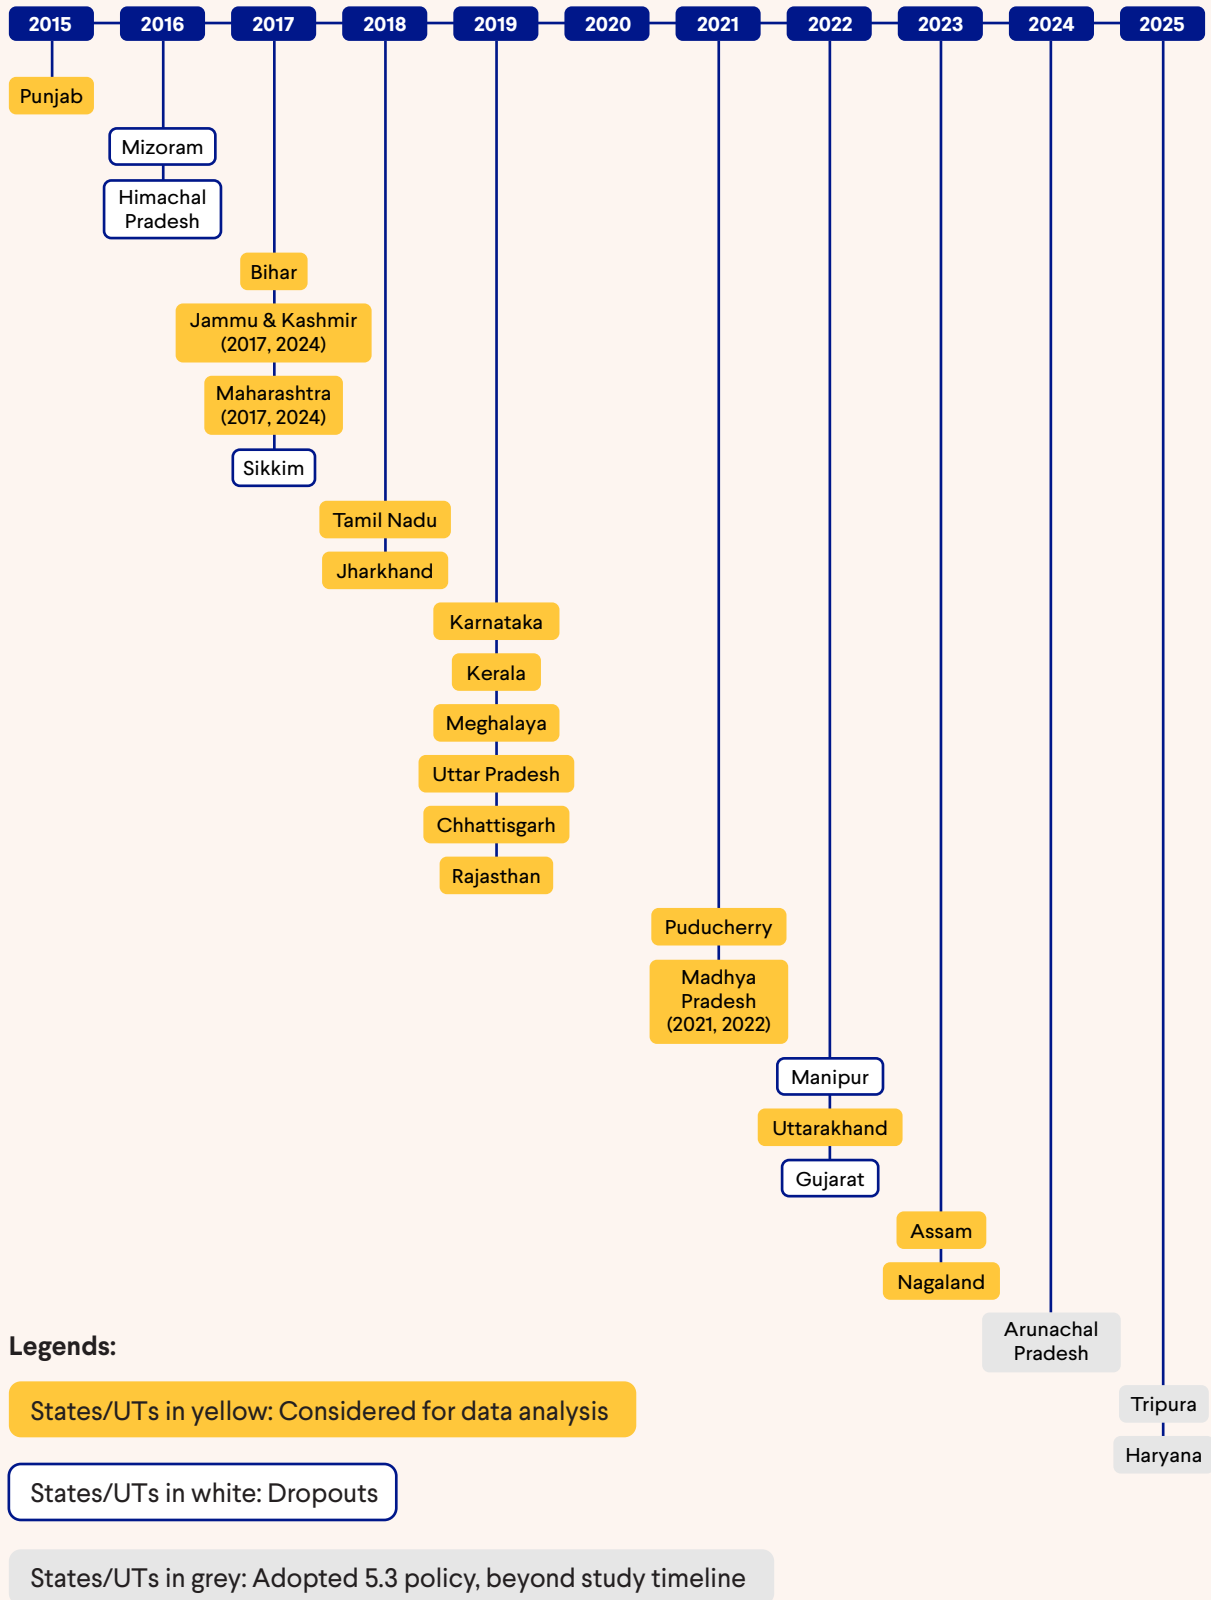 2015 2016 2017 2018 2019 2020 2021 2022 2023 2024 2025
Punjab
Mizoram
Himachal
Pradesh
Bihar
Jammu & Kashmir
(2017, 2024)
Maharashtra
(2017, 2024)
Sikkim
Tamil Nadu
Jharkhand
Karnataka
Kerala
Meghalaya
Uttar Pradesh
Chhattisgarh
Rajasthan
Puducherry
Madhya
Pradesh
(2021, 2022)
Manipur
Uttarakhand
Gujarat
Assam
Nagaland
Arunachal
Pradesh
Tripura
Haryana
Legends:
States/UTs in yellow: Considered for data analysis
States/UTs in white: Dropouts
States/UTs in grey: Adopted 5.3 policy, beyond study timeline